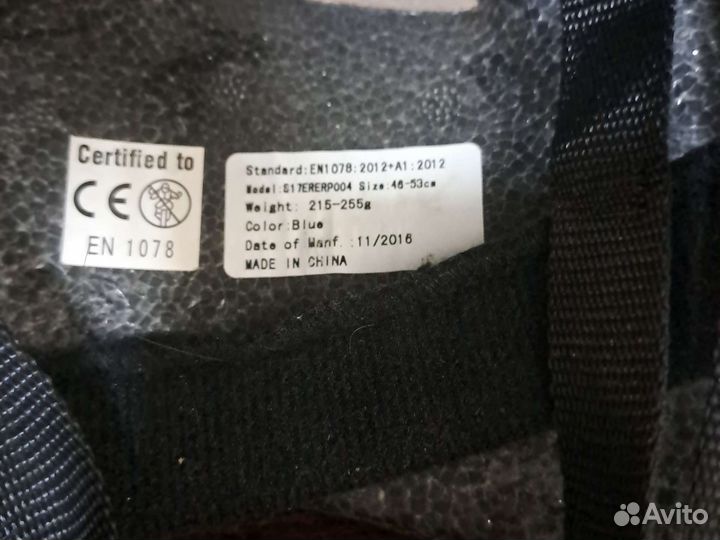 Certified to
CE
EN 1078
Standard:EN1078:2012+A1:2012
Model:S17ERERP004 Size:46-53cm
Weight: 215-255g
Color:Blue
Date of Manf.:11/2016
MADE IN CHINA
Avito